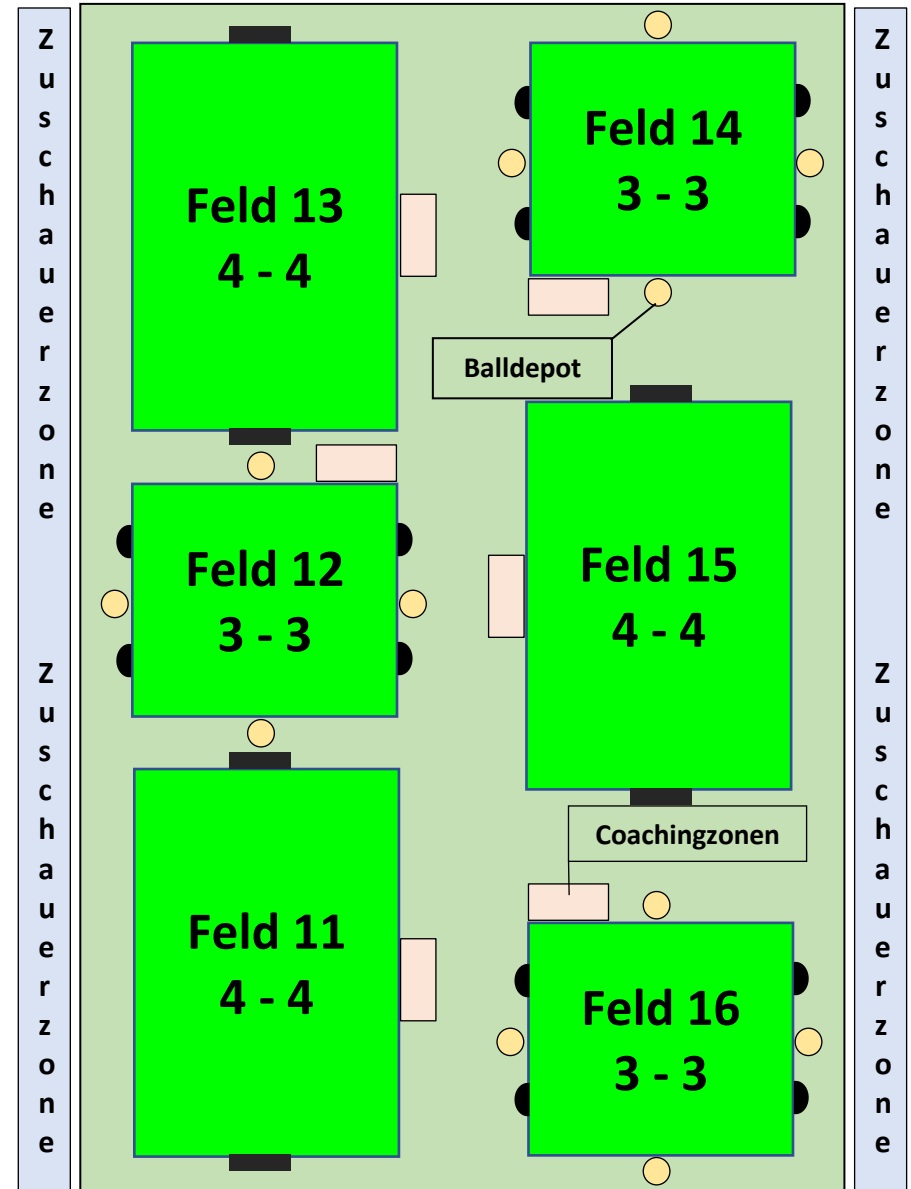 Zuschauerzone
Zuschauerzone
Feld 13
4 - 4
Feld 14
3 - 3
Balldepot
Feld 12
3 - 3
Feld 15
4 - 4
Coachingzonen
Feld 11
4 - 4
Feld 16
3 - 3
Zuschauerzone
Zuschauerzone